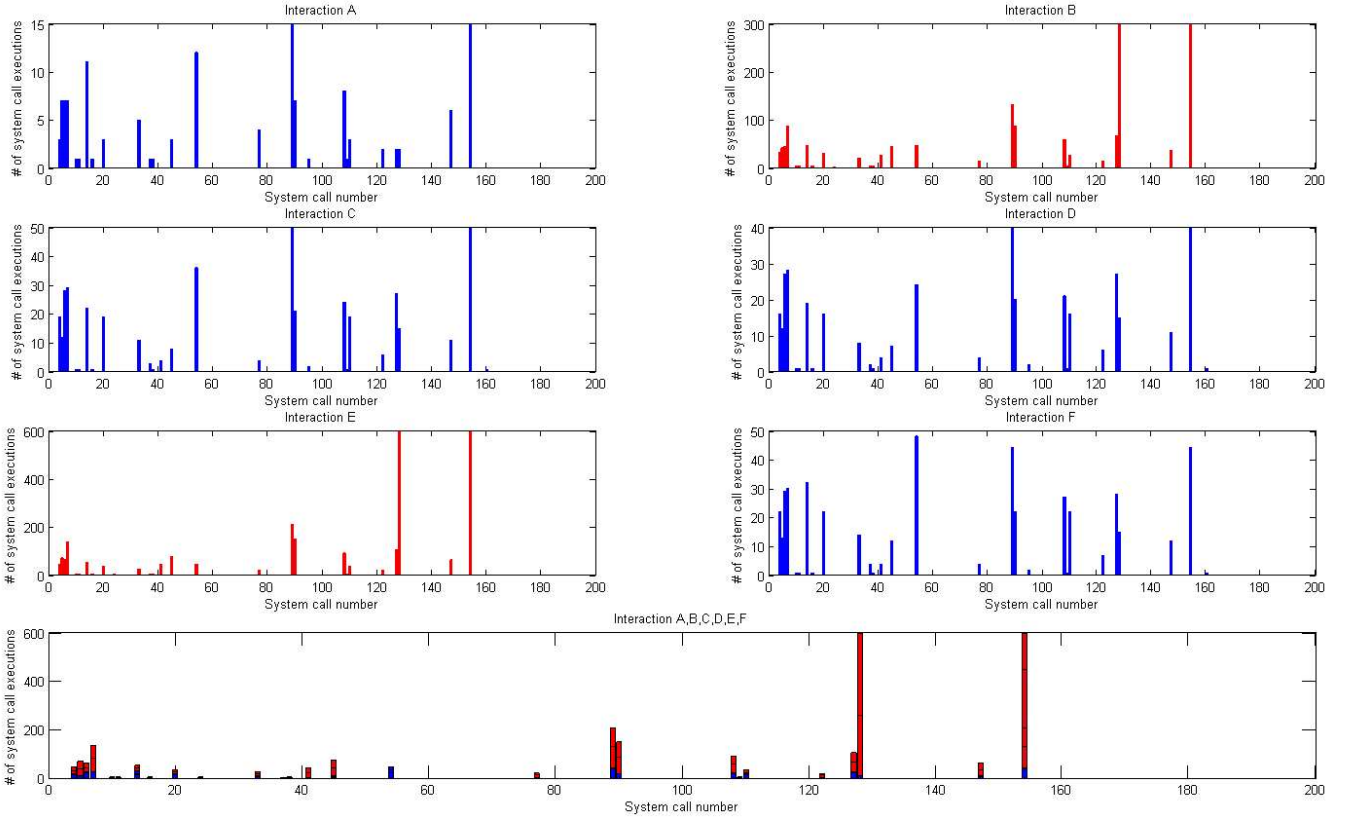 Interaction A
# of system call executions
15
10
5
0
0 20 40 60 80 100 120 140 160 180 200
System call number
Interaction B
# of system call executions
300
200
100
0
0 20 40 60 80 100 120 140 160 180 200
System call number
Interaction C
# of system call executions
50
40
30
20
10
0
0 20 40 60 80 100 120 140 160 180 200
System call number
Interaction D
# of system call executions
40
30
20
10
0
0 20 40 60 80 100 120 140 160 180 200
System call number
Interaction E
# of system call executions
600
400
200
0
0 20 40 60 80 100 120 140 160 180 200
System call number
Interaction F
# of system call executions
50
40
30
20
10
0
0 20 40 60 80 100 120 140 160 180 200
System call number
Interaction A,B,C,D,E,F
# of system call executions
600
400
200
0
0 20 40 60 80 100 120 140 160 180 200
System call number